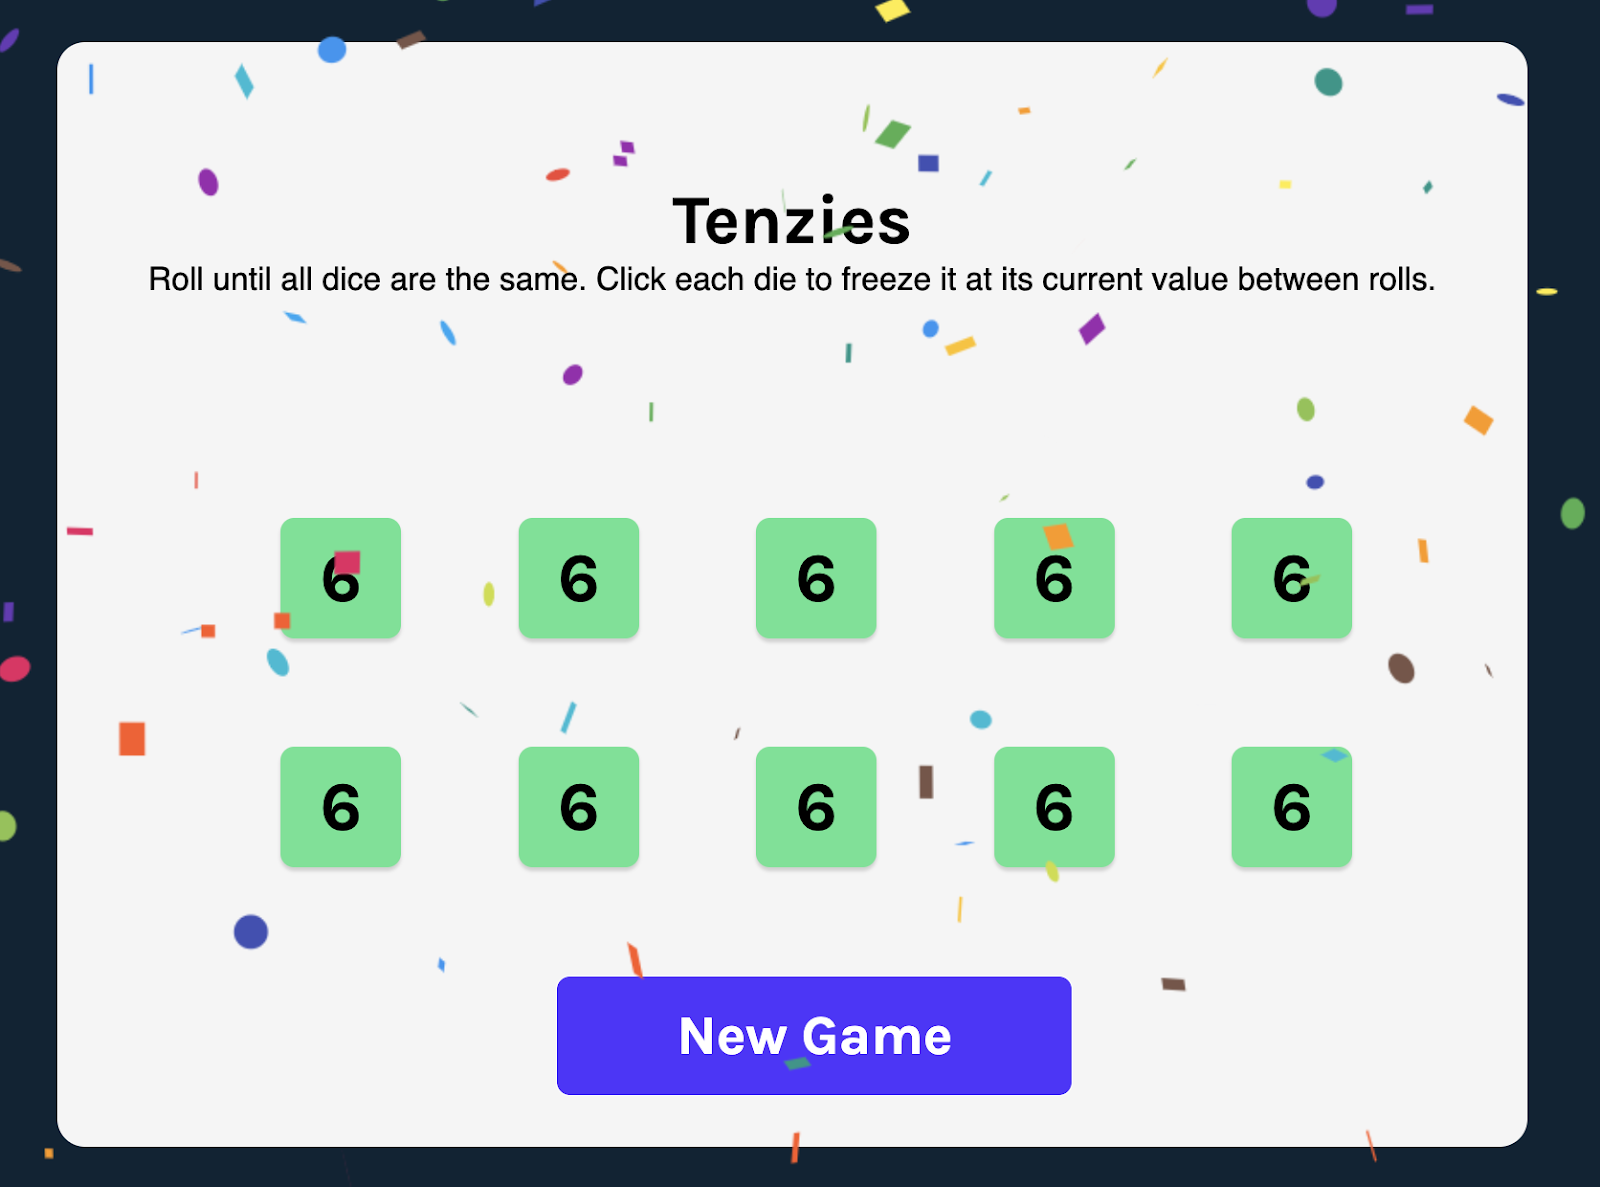 Tenzies
Roll until all dice are the same. Click each die to freeze it at its current value between rolls.
6 6 6 6 6
6 6 6 6 6
New Game